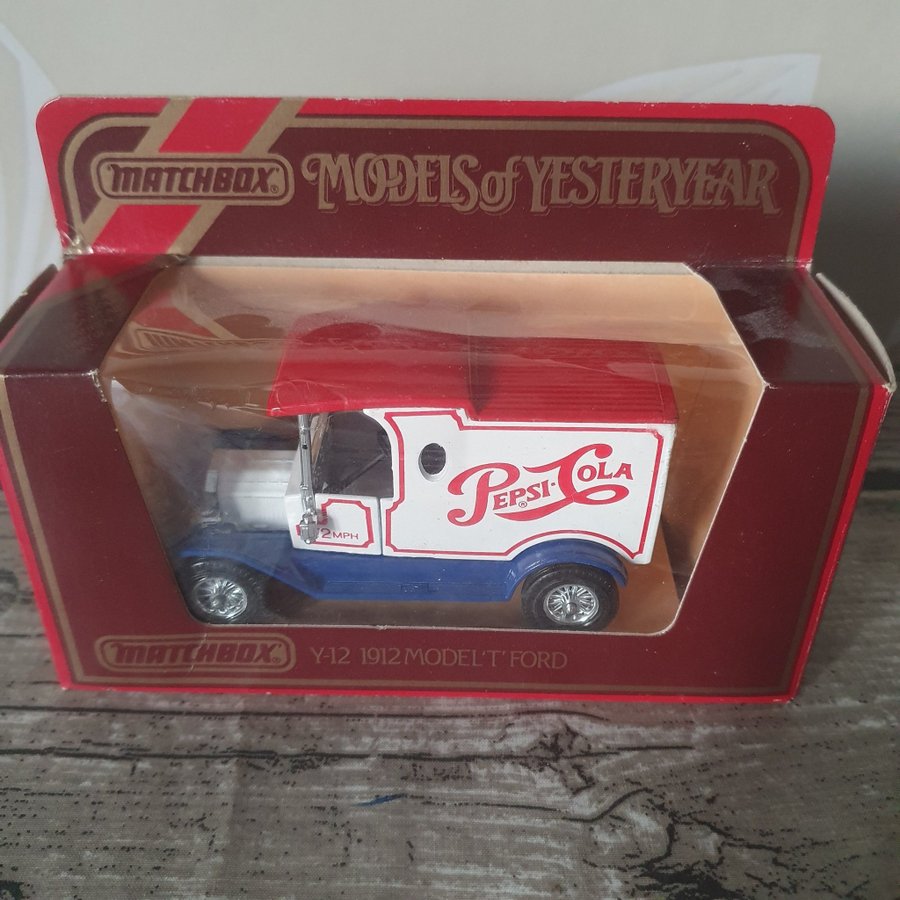 MATCHBOX®
MODELS of YESTERYEAR
PEPSI·COLA
®
12 MPH
MATCHBOX®
Y-12 1912 MODEL 'T' FORD